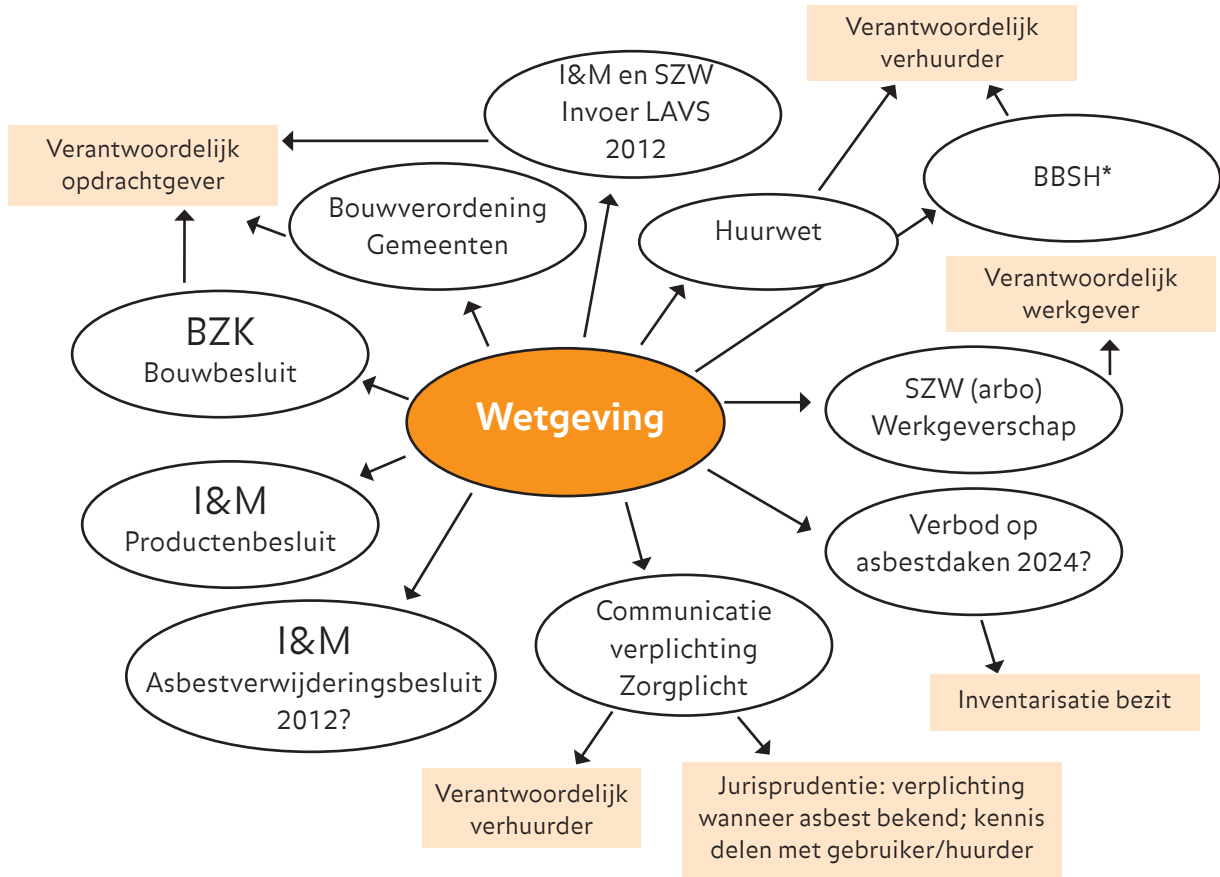 Verantwoordelijk
verhuurder
I&M en SZW
Invoer LAVS
2012
Verantwoordelijk
opdrachtgever
BBSH*
Bouwverordening
Gemeenten
Huurwet
Verantwoordelijk
werkgever
BZK
Bouwbesluit
SZW (arbo)
Werkgeverschap
Wetgeving
I&M
Productenbesluit
Verbod op
asbestdaken 2024?
I&M
Asbestverwijderingsbesluit
2012?
Communicatie
verplichting
Zorgplicht
Inventarisatie bezit
Verantwoordelijk
verhuurder
Jurisprudentie: verplichting
wanneer asbest bekend; kennis
delen met gebruiker/huurder